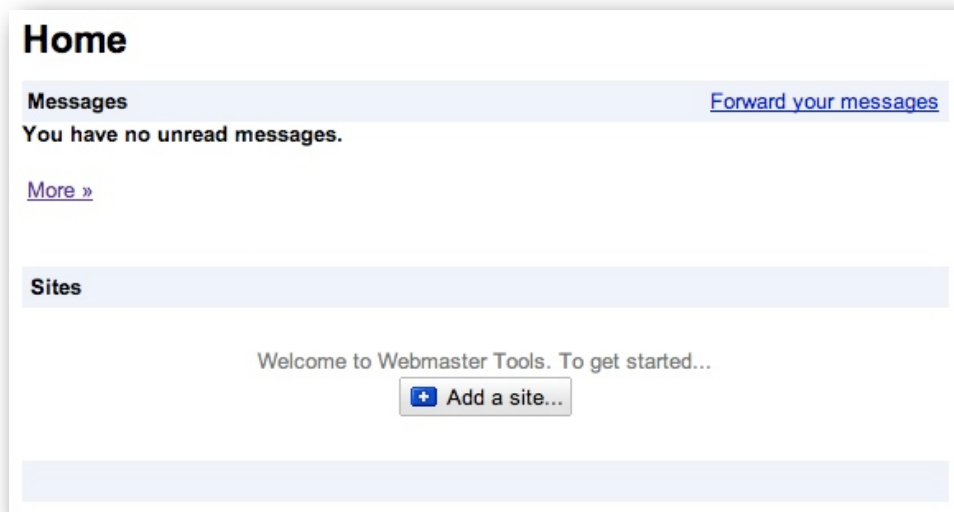 Home
Messages Forward your messages
You have no unread messages.
More »
Sites
Welcome to Webmaster Tools. To get started...
Add a site...